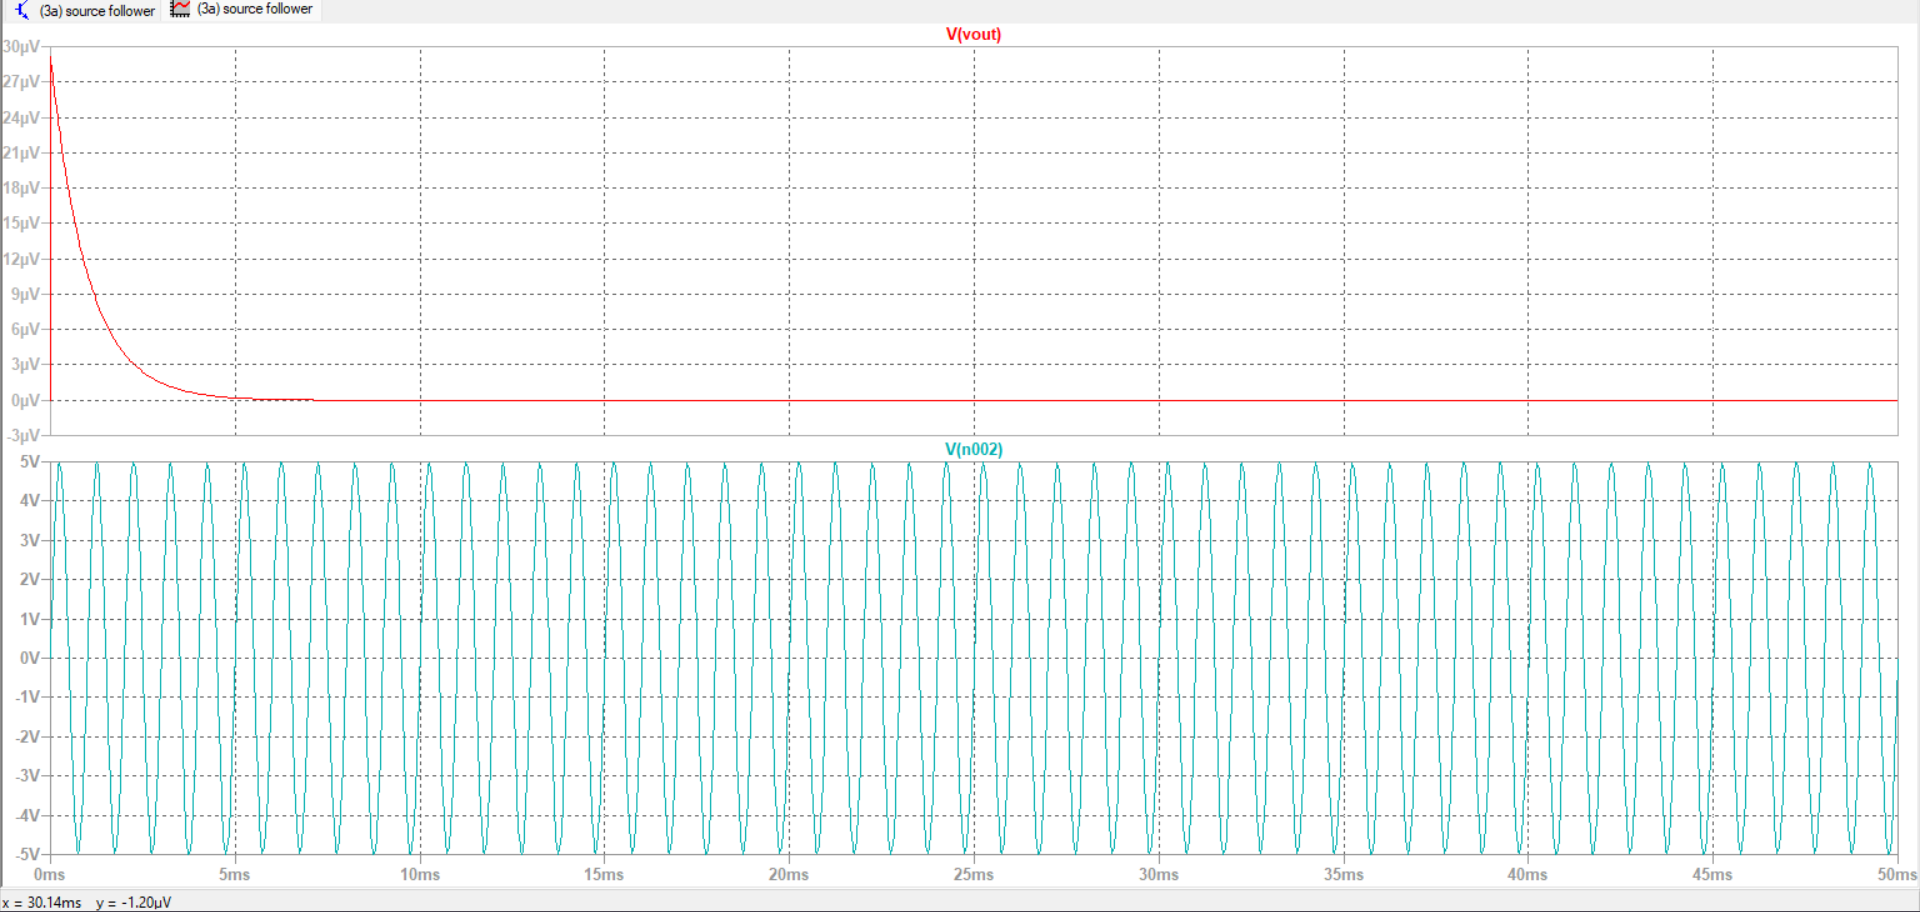 (3a) source follower (3a) source follower
V(vout)
30µV
27µV
24µV
21µV
18µV
15µV
12µV
9µV
6µV
3µV
0µV
-3µV
V(n002)
5V
4V
3V
2V
1V
0V
-1V
-2V
-3V
-4V
-5V
0ms 5ms 10ms 15ms 20ms 25ms 30ms 35ms 40ms 45ms 50ms
x = 30.14ms y = -1.20µV